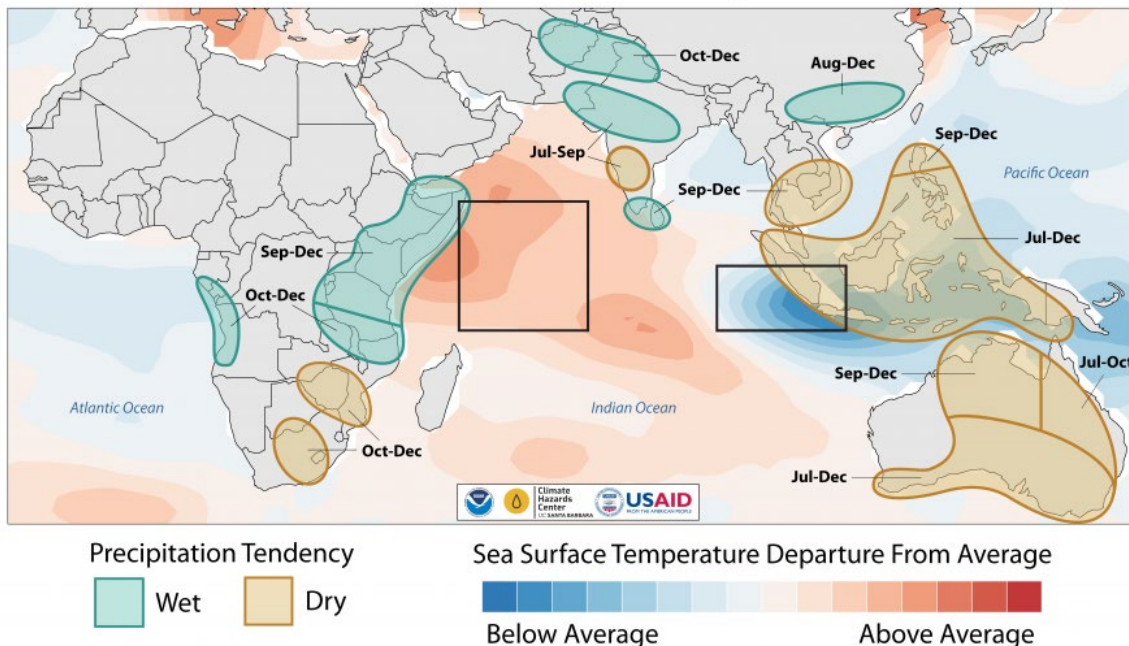 Oct-Dec
Aug-Dec
Sep-Dec
Jul-Sep
Pacific Ocean
Sep-Dec
Sep-Dec
Jul-Dec
Oct-Dec
Sep-Dec
Jul-Oct
Atlantic Ocean
Indian Ocean
Oct-Dec
Jul-Dec
Climate
Hazards
Center
UC SANTA BARBARA
USAID
FROM THE AMERICAN PEOPLE
Precipitation Tendency
Wet
Dry
Sea Surface Temperature Departure From Average
Below Average
Above Average